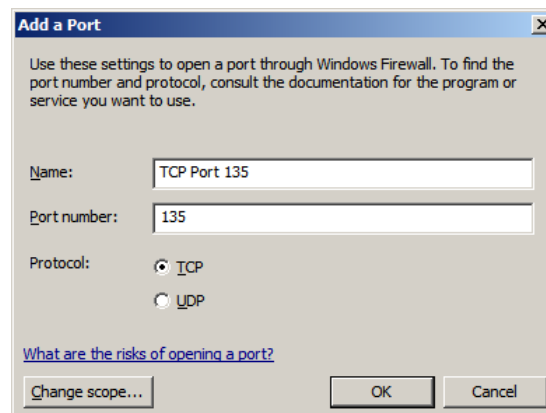 Add a Port
Use these settings to open a port through Windows Firewall. To find the
port number and protocol, consult the documentation for the program or
service you want to use.
Name: TCP Port 135
Port number: 135
Protocol: TCP
UDP
What are the risks of opening a port?
Change scope... OK Cancel